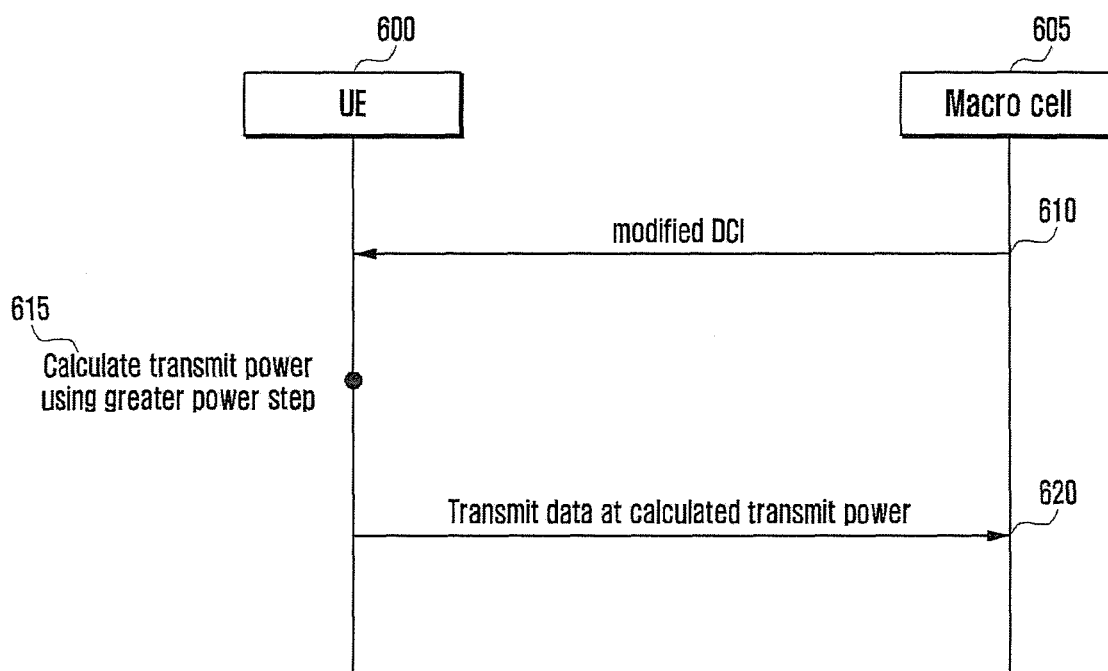 600
605
UE
Macro cell
modified DCI
610
615
Calculate transmit power
using greater power step
Transmit data at calculated transmit power
620